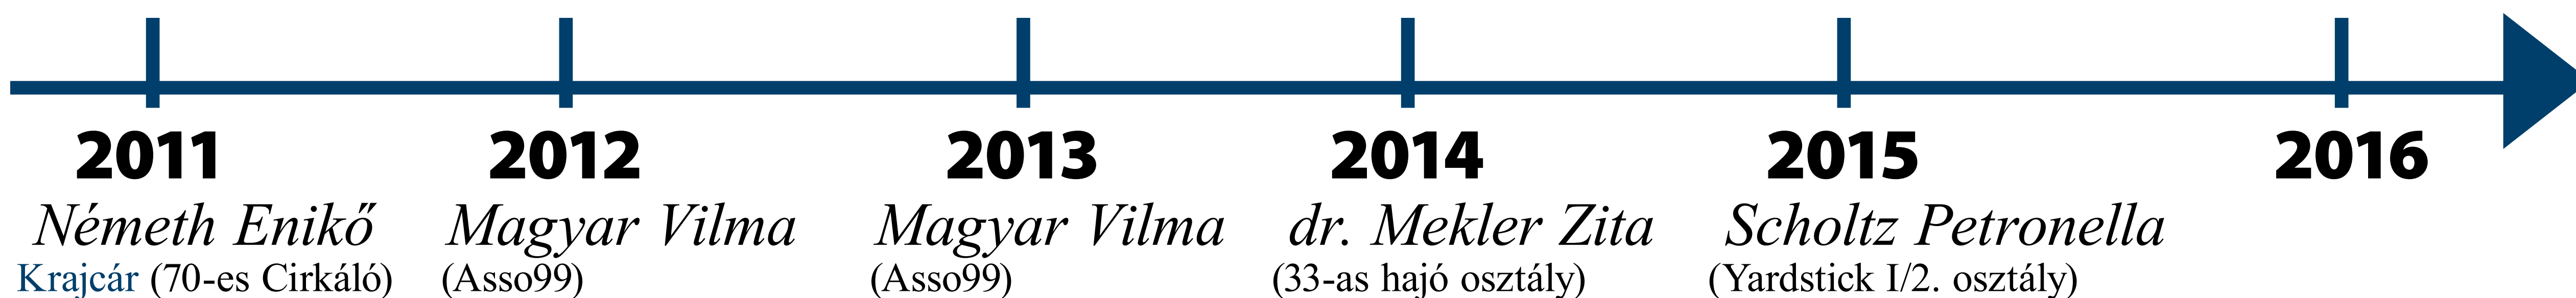 2011 2012 2013 2014 2015 2016
Németh Enikő Magyar Vilma Magyar Vilma dr. Mekler Zita Scholtz Petronella
Krajcár (70-es Cirkáló) (Asso99) (Asso99) (33-as hajó osztály) (Yardstick I/2. osztály)